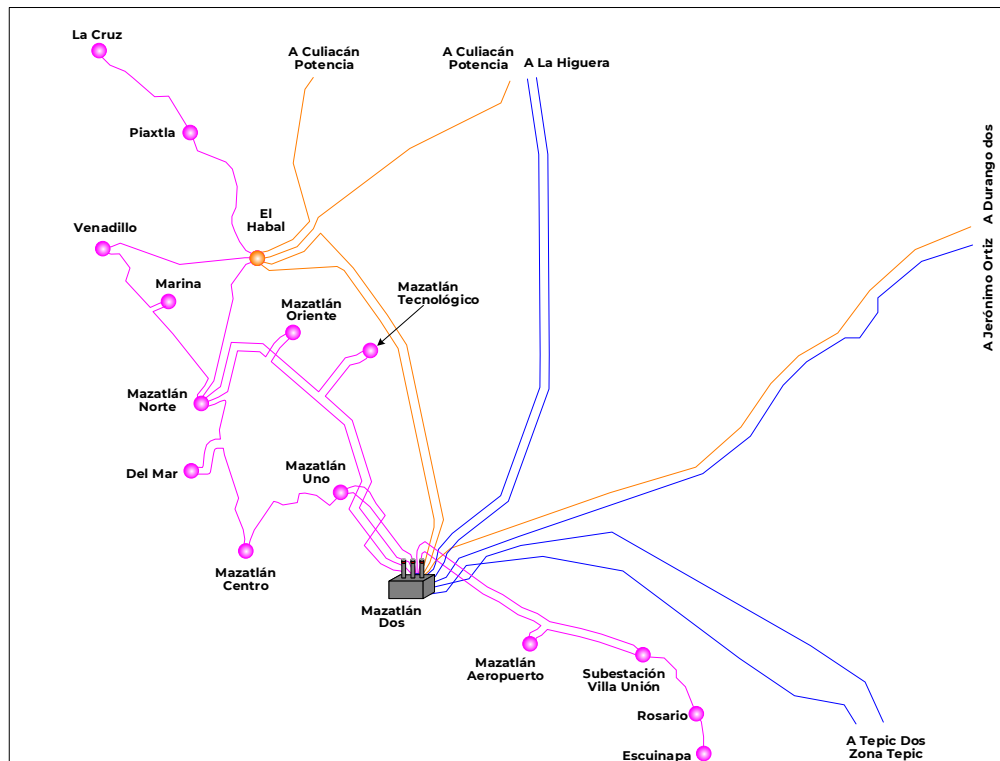 La Cruz
A Culiacán
Potencia
A Culiacán
Potencia
A La Higuera
Piaxtla
A Durango dos
El
Habal
Venadillo
A Jerónimo Ortiz
Marina
Mazatlán
Oriente
Mazatlán
Tecnológico
Mazatlán
Norte
Del Mar
Mazatlán
Uno
Mazatlán
Centro
Mazatlán
Dos
Mazatlán
Aeropuerto
Subestación
Villa Unión
Rosario
Escuinapa
A Tepic Dos
Zona Tepic